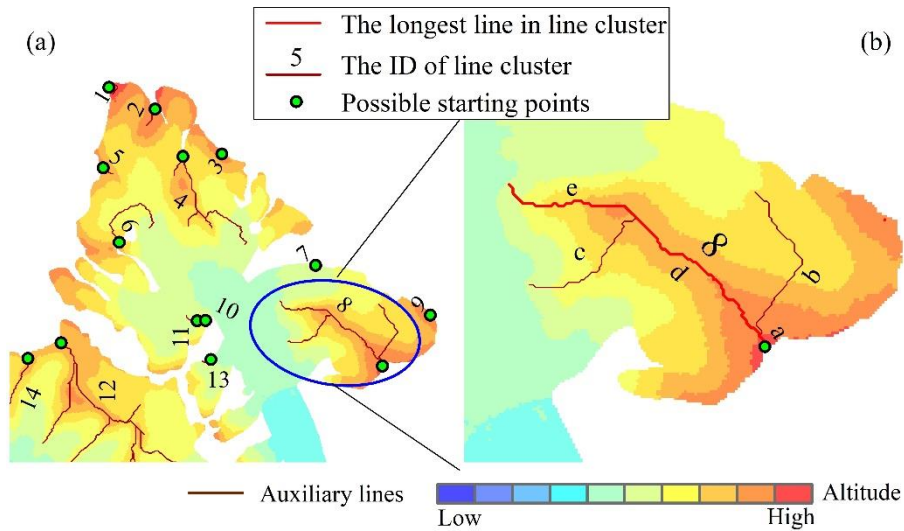 (a)
(b)
The longest line in line cluster
5
The ID of line cluster
Possible starting points
1
2
5
3
4
6
7
10
8
9
11
13
12
14
e
c
8
d
b
a
Auxiliary lines
Altitude
Low
High